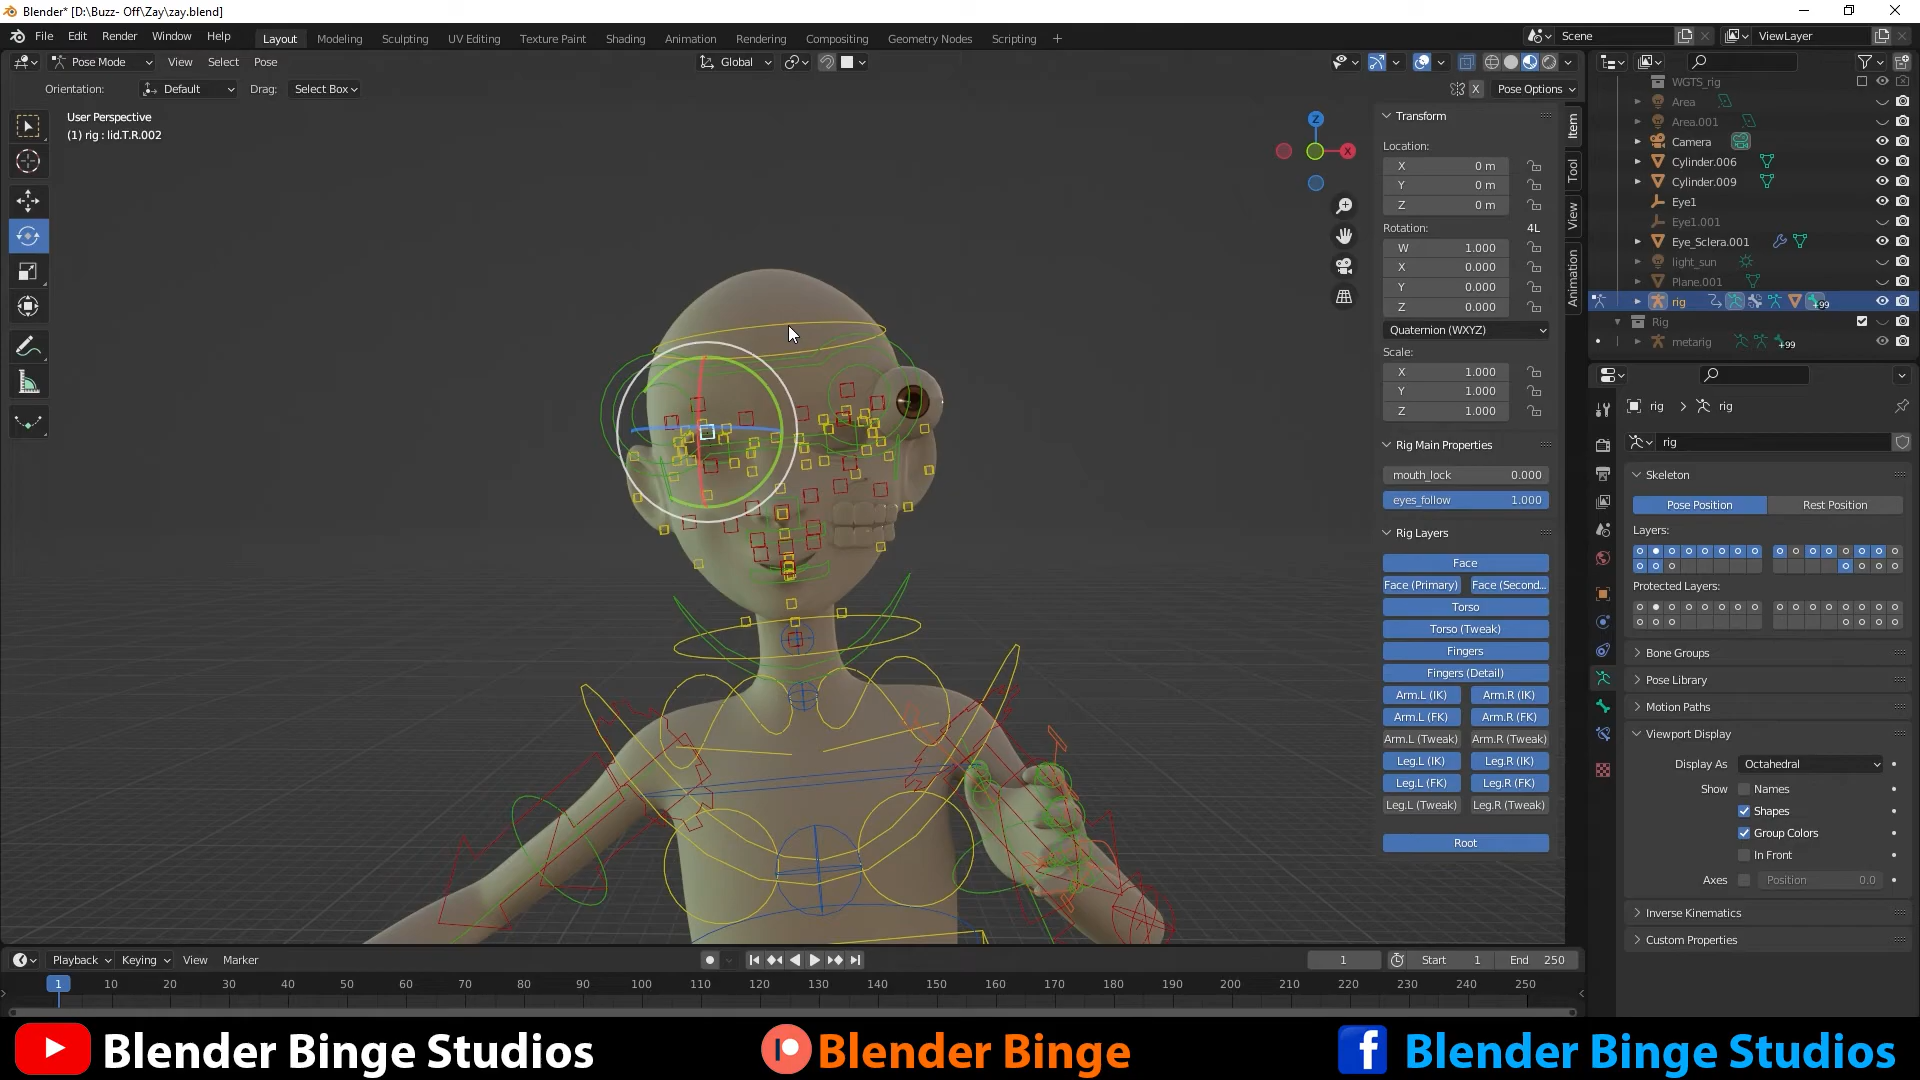 Blender* [D:\Buzz- Off\Zay\zay.blend]
File Edit Render Window Help
Layout Modeling Sculpting UV Editing Texture Paint Shading Animation Rendering Compositing Geometry Nodes Scripting +
Scene
ViewLayer
Pose Mode View Select Pose
Global
Orientation: Default Drag: Select Box
X Pose Options
User Perspective
(1) rig : lid.T.R.002
Z
X
Item
Tool
View
Animation
Transform
Location:
X 0 m
Y 0 m
Z 0 m
Rotation: 4L
W 1.000
X 0.000
Y 0.000
Z 0.000
Quaternion (WXYZ)
Scale:
X 1.000
Y 1.000
Z 1.000
Rig Main Properties
mouth_lock 0.000
eyes_follow 1.000
Rig Layers
Face
Face (Primary) Face (Second...
Torso
Torso (Tweak)
Fingers
Fingers (Detail)
Arm.L (IK) Arm.R (IK)
Arm.L (FK) Arm.R (FK)
Arm.L (Tweak) Arm.R (Tweak)
Leg.L (IK) Leg.R (IK)
Leg.L (FK) Leg.R (FK)
Leg.L (Tweak) Leg.R (Tweak)
Root
WGTS_rig
Area
Area.001
Camera
Cylinder.006
Cylinder.009
Eye1
Eye1.001
Eye_Sclera.001
light_sun
Plane.001
rig +99
Rig
metarig +99
rig > rig
rig
Skeleton
Pose Position Rest Position
Layers:
Protected Layers:
Bone Groups
Pose Library
Motion Paths
Viewport Display
Display As Octahedral
Show Names
Shapes
Group Colors
In Front
Axes Position 0.0
Inverse Kinematics
Custom Properties
Playback Keying View Marker
1 Start 1 End 250
1 10 20 30 40 50 60 70 80 90 100 110 120 130 140 150 160 170 180 190 200 210 220 230 240 250
Blender Binge Studios
Blender Binge
f Blender Binge Studios